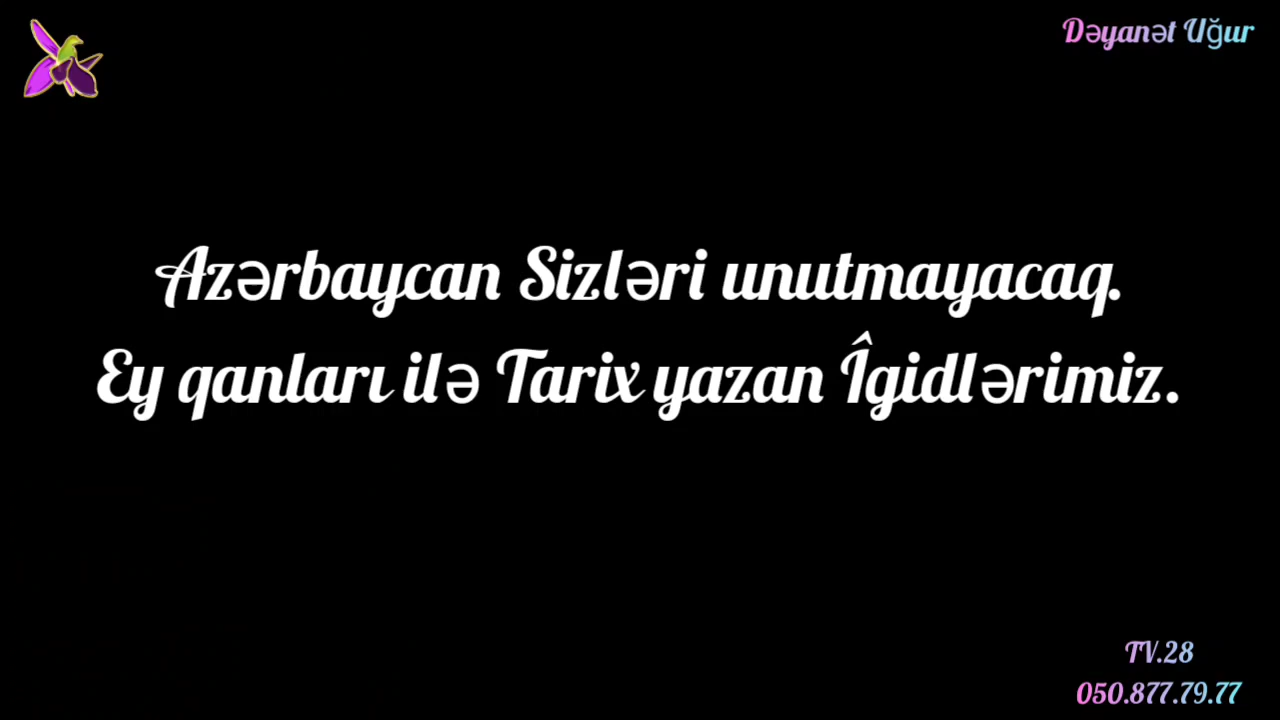 Dəyanət Uğur
Azərbaycan Sizləri unutmayacaq.
Ey qanları ilə Tarix yazan Îgidlərimiz.
TV.28
050.877.79.77